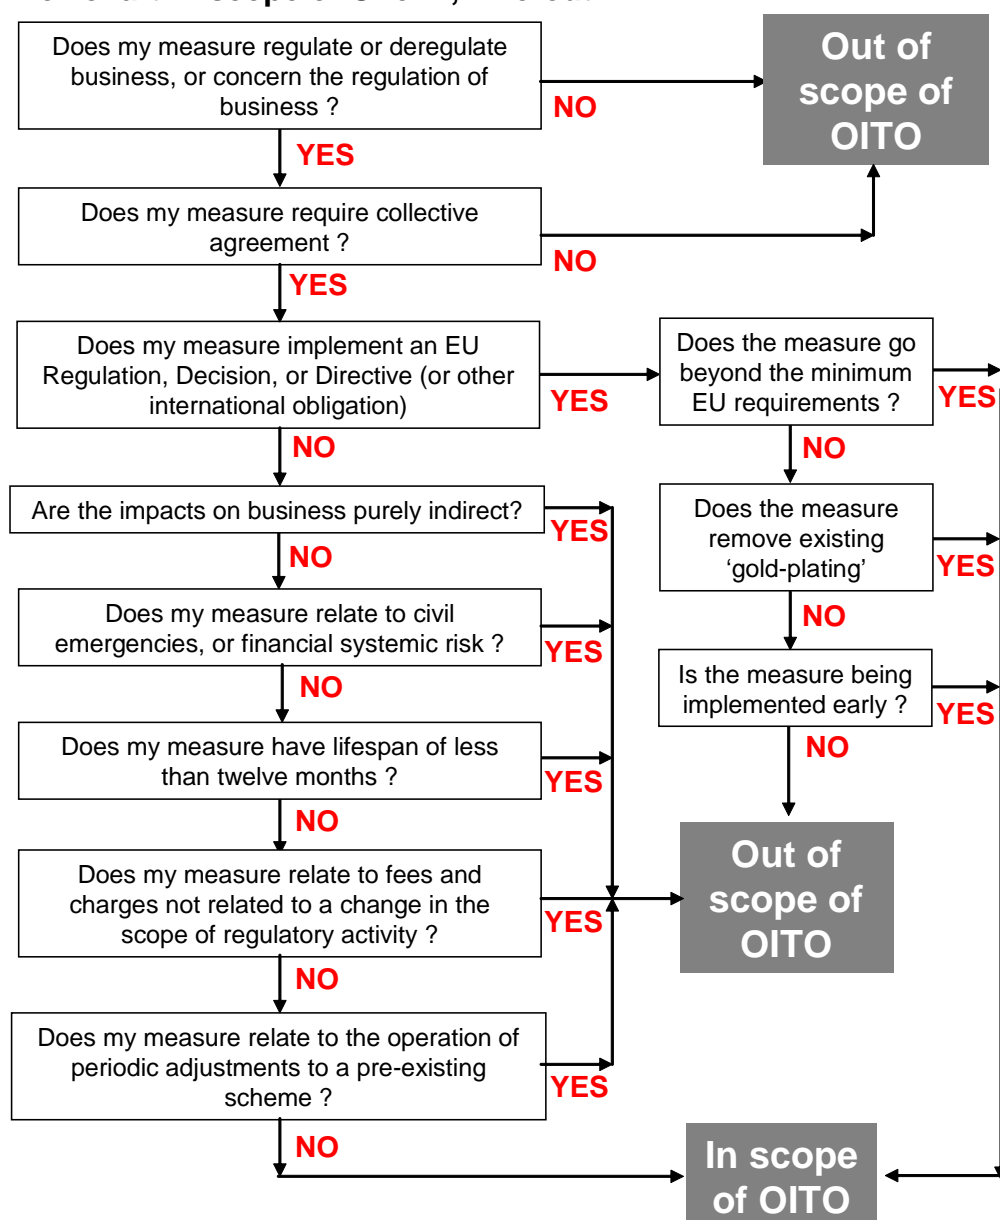 Does my measure regulate or deregulate
business, or concern the regulation of
business ?
NO
Out of
scope of
OITO
YES
Does my measure require collective
agreement ?
NO
YES
Does my measure implement an EU
Regulation, Decision, or Directive (or other
international obligation)
YES
Does the measure go
beyond the minimum
EU requirements ?
YES
NO
NO
Are the impacts on business purely indirect?
YES
Does the measure
remove existing
‘gold-plating’
YES
NO
NO
Does my measure relate to civil
emergencies, or financial systemic risk ?
YES
Is the measure being
implemented early ?
YES
NO
NO
Does my measure have lifespan of less
than twelve months ?
YES
NO
Out of
scope of
OITO
Does my measure relate to fees and
charges not related to a change in the
scope of regulatory activity ?
YES
NO
Does my measure relate to the operation of
periodic adjustments to a pre-existing
scheme ?
YES
NO
In scope
of OITO